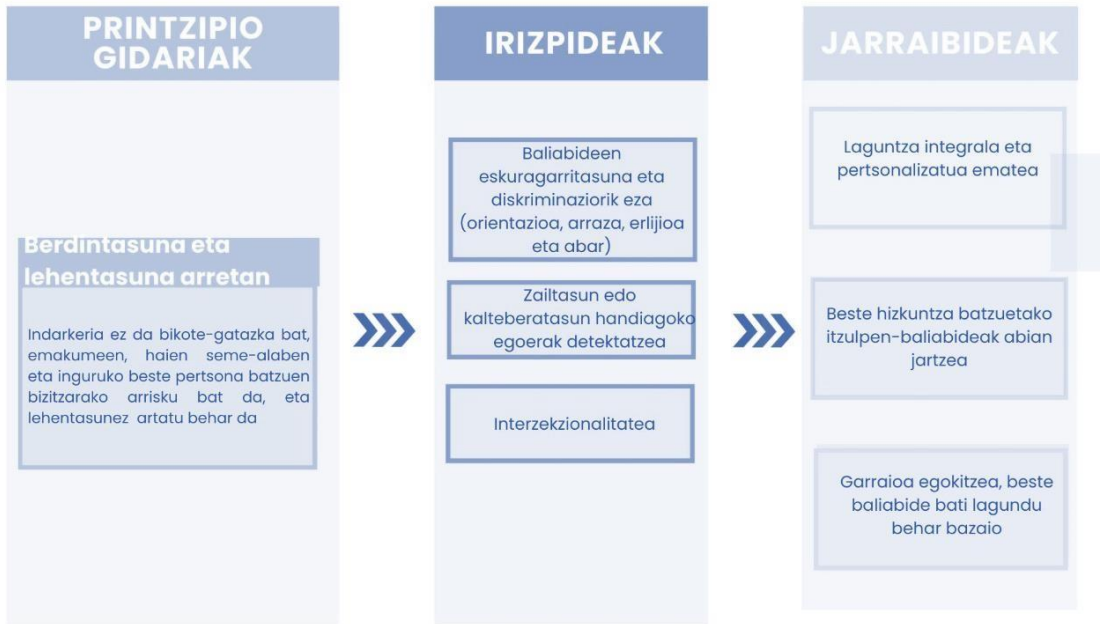 PRINTZIPIO
GIDARIAK
Berdintasuna eta
lehentasuna arretan
Indarkeria ez da bikote-gatazka bat,
emakumeen, haien seme-alaben
eta inguruko beste pertsona batzuen
bizitzarako arrisku bat da, eta
lehentasunez artatu behar da
IRIZPIDEAK
Baliabideen
eskuragarritasuna eta
diskriminaziorik eza
(orientazioa, arraza, erlijioa
eta abar)
Zailtasun edo
kalteberatasun handiagoko
egoerak detektatzea
Interzekzionalitatea
JARRAIBIDEAK
Laguntza integrala eta
pertsonalizatua ematea
Beste hizkuntza batzuetako
itzulpen-baliabideak abian
jartzea
Garraioa egokitzea, beste
baliabide bati lagundu
behar bazaio